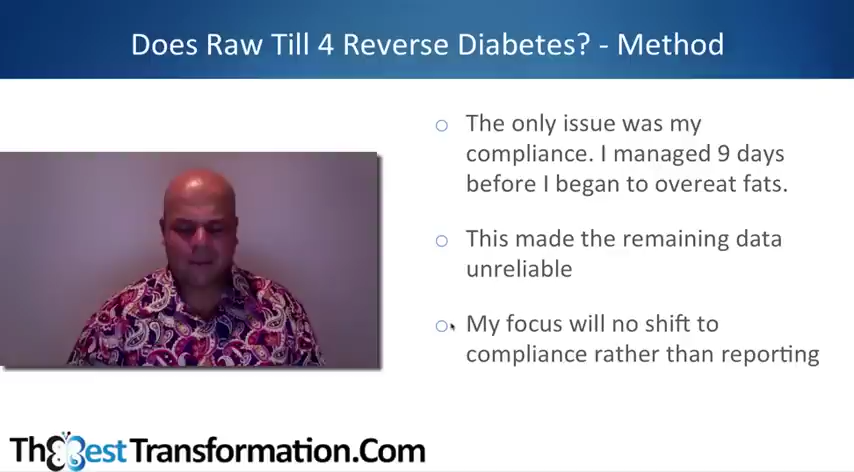 Does Raw Till 4 Reverse Diabetes? - Method
The only issue was my
compliance. I managed 9 days
before I began to overeat fats.
This made the remaining data
unreliable
My focus will no shift to
compliance rather than reporting
ThBestTransformation.Com